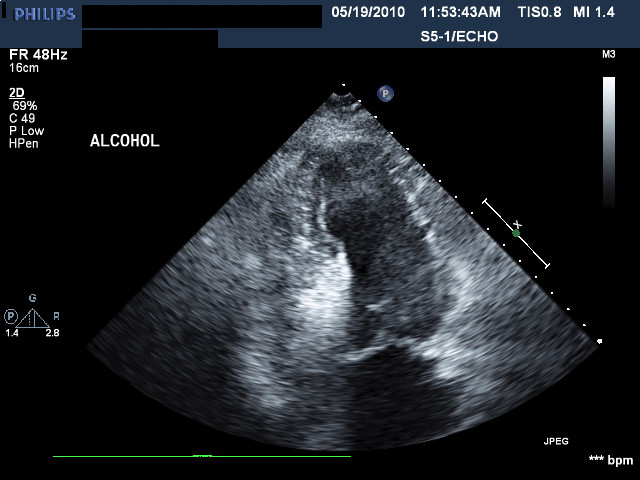 PHILIPS
05/19/2010 11:53:43AM TIS0.8 MI 1.4
S5-1/ECHO
FR 48Hz
16cm
M3
2D
69%
C 49
P Low
HPen
ALCOHOL
P
X
G
P R
1.4 2.8
JPEG
*** bpm